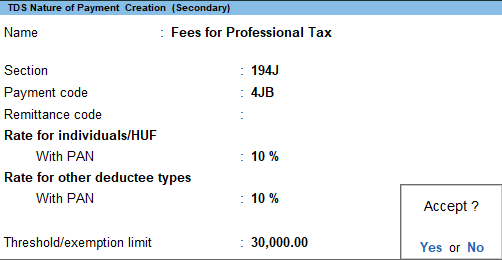 TDS Nature of Payment Creation (Secondary)
Name : Fees for Professional Tax
Section : 194J
Payment code : 4JB
Remittance code :
Rate for individuals/HUF
With PAN : 10 %
Rate for other deductee types
With PAN : 10 %
Threshold/exemption limit : 30,000.00
Accept ?
Yes or No